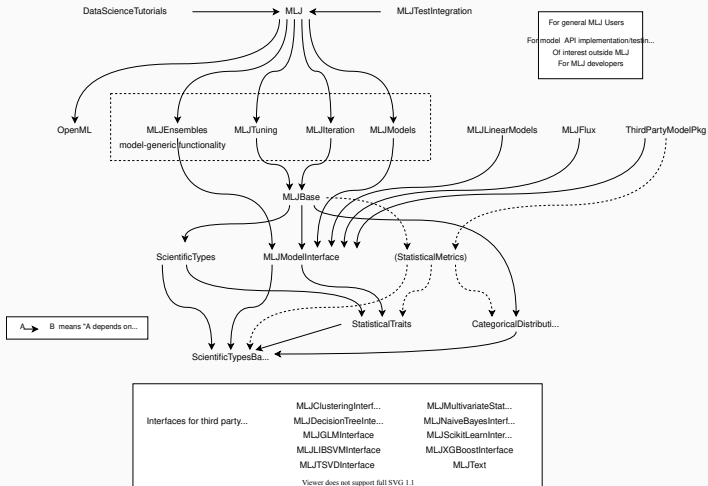 DataScienceTutorials
MLJ
MLJTestIntegration
For general MLJ Users
For model API implementation/testin...
Of interest outside MLJ
For MLJ developers
OpenML
MLJEnsembles
MLJTuning
MLJIteration
MLJModels
MLJLinearModels
MLJFlux
ThirdPartyModelPkg
model-generic functionality
MLJBase
ScientificTypes
MLJModelInterface
(StatisticalMetrics)
A
B means "A depends on...
StatisticalTraits
CategoricalDistributi...
ScientificTypesBa...
Interfaces for third party...
MLJClusteringInterf...
MLJMultivariateStat...
MLJDecisionTreeInte...
MLJNaiveBayesInterf...
MLJGLMInterface
MLJScikitLearnInter...
MLJLIBSVMInterface
MLJXGBoostInterface
MLJTSVDInterface
MLJText
Viewer does not support full SVG 1.1